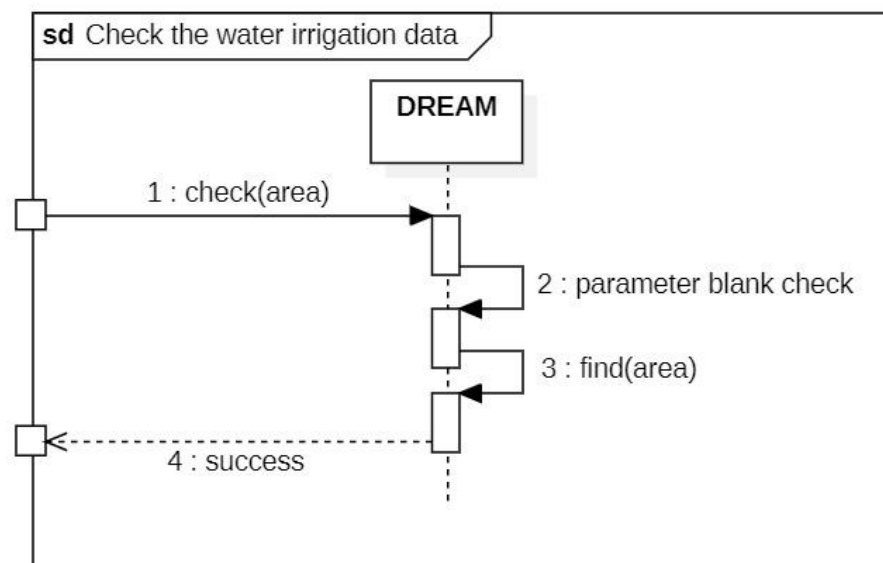 sd Check the water irrigation data
DREAM
1 : check(area)
2 : parameter blank check
3 : find(area)
4 : success